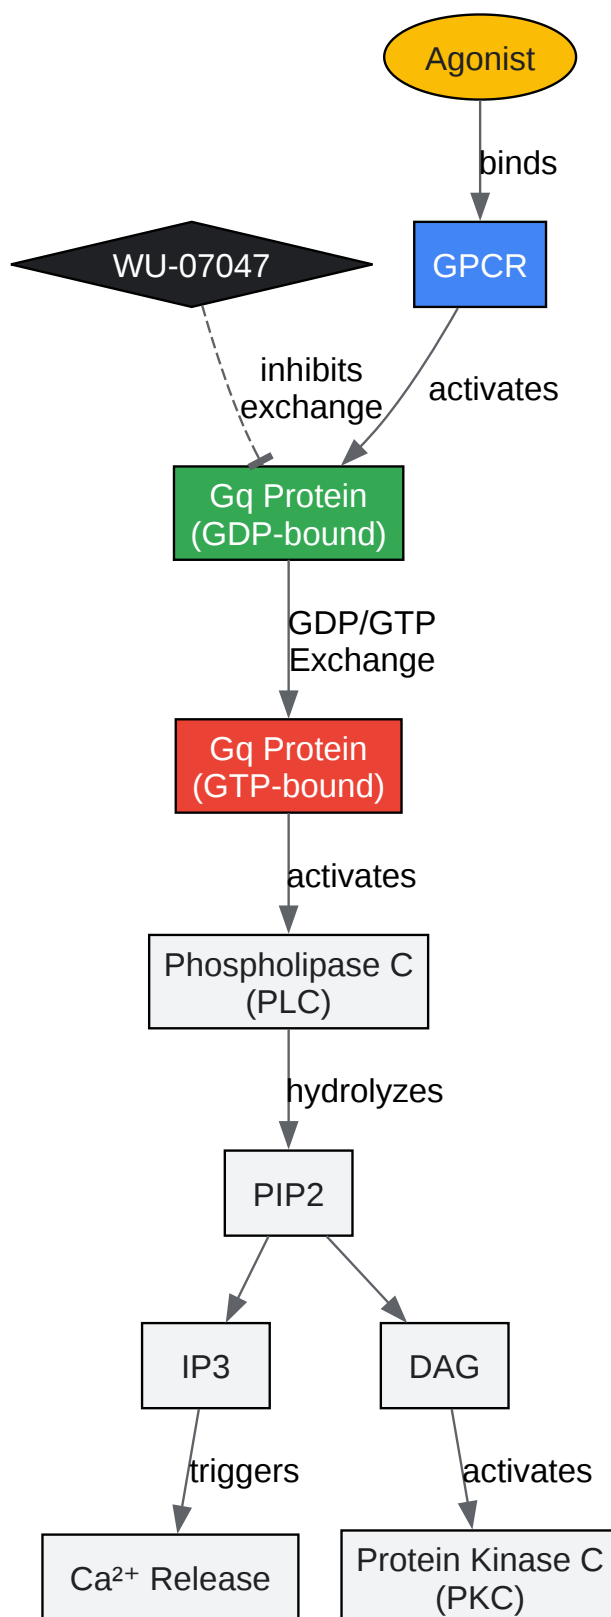 Agonist
binds
WU-07047
GPCR
inhibits
exchange
activates
Gq Protein
(GDP-bound)
GDP/GTP
Exchange
Gq Protein
(GTP-bound)
activates
Phospholipase C
(PLC)
hydrolyzes
PIP2
IP3
DAG
triggers
activates
Ca²⁺ Release
Protein Kinase C
(PKC)